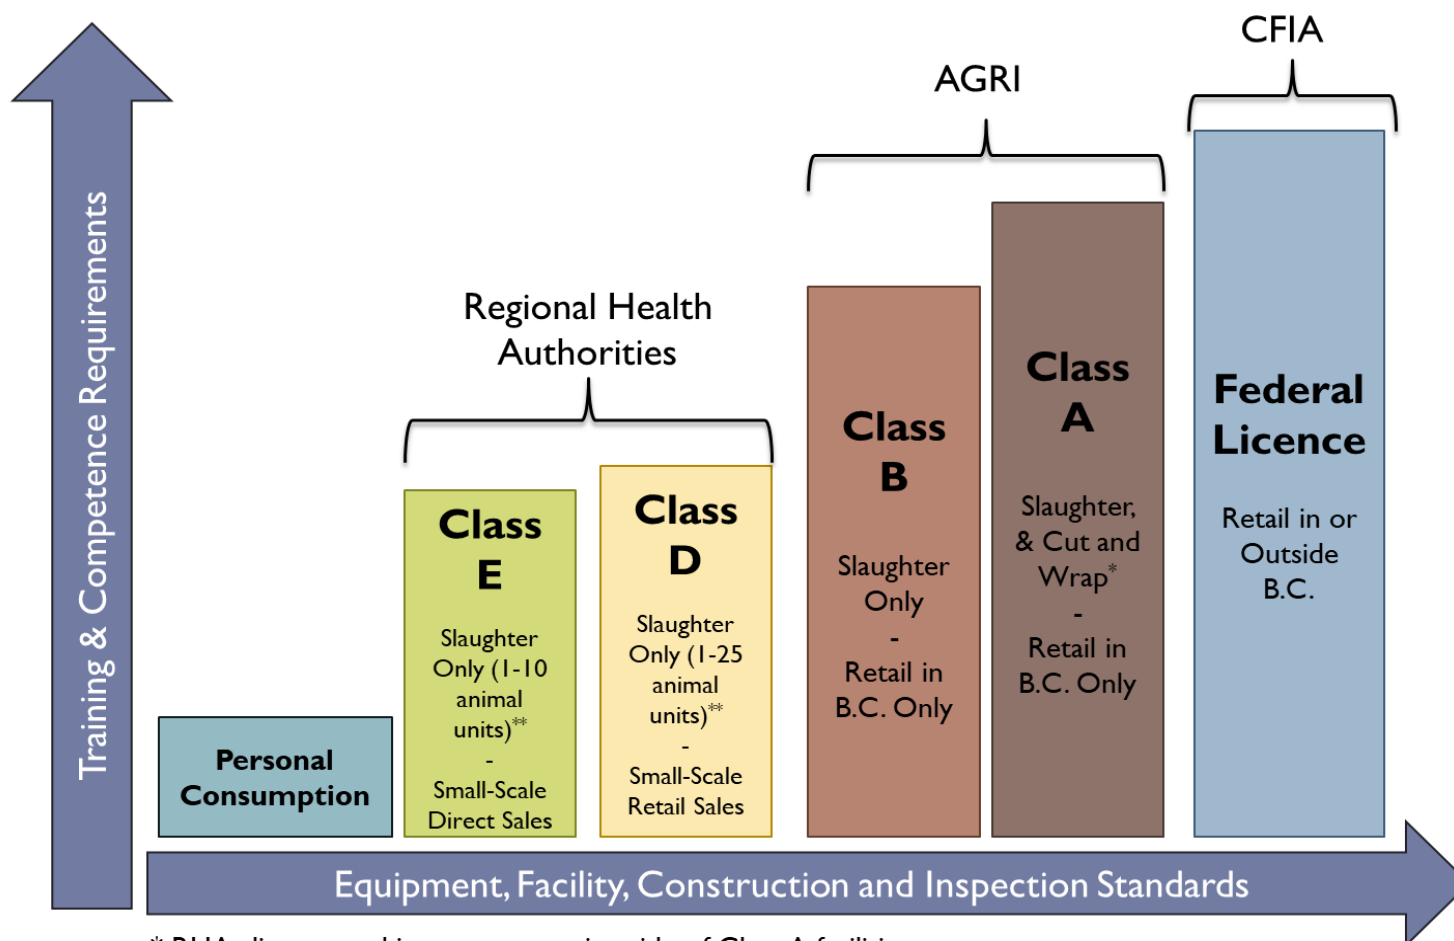 CFIA
AGRI
Regional Health
Authorities
Training & Competence Requirements
Personal
Consumption
Class
E
Slaughter
Only (1-10
animal
units)**
-
Small-Scale
Direct Sales
Class
D
Slaughter
Only (1-25
animal
units)**
-
Small-Scale
Retail Sales
Class
B
Slaughter
Only
-
Retail in
B.C. Only
Class
A
Slaughter,
& Cut and
Wrap*
-
Retail in
B.C. Only
Federal
Licence
Retail in or
Outside
B.C.
Equipment, Facility, Construction and Inspection Standards